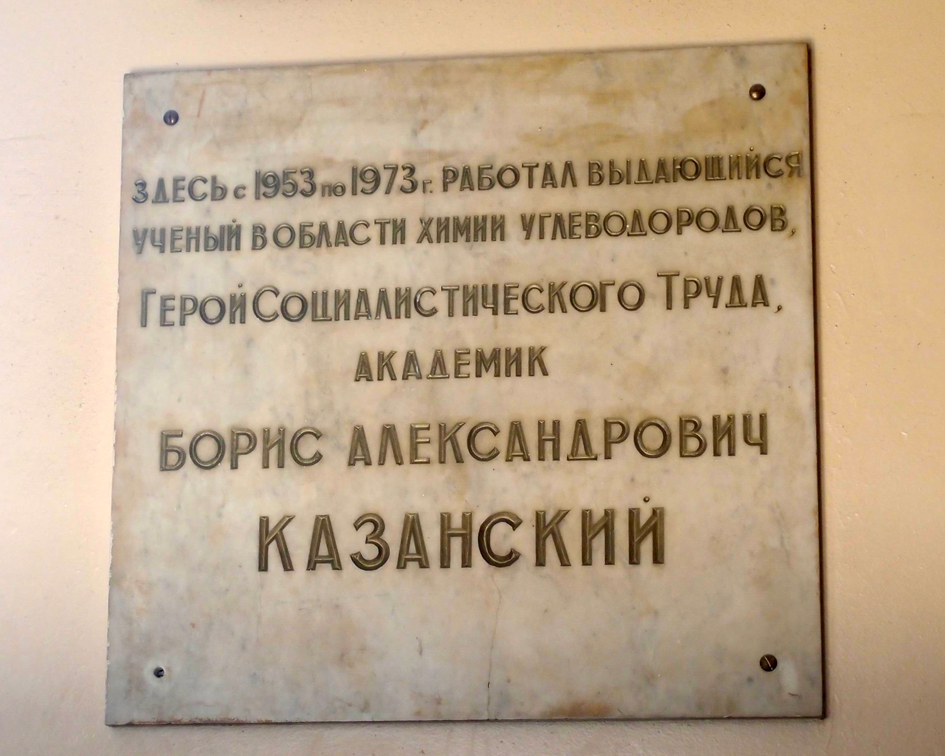 ЗДЕСЬ с 1953 по 1973 г. РАБОТАЛ ВЫДАЮЩИЙСЯ
УЧЕНЫЙ В ОБЛАСТИ ХИМИИ УГЛЕВОДОРОДОВ,
ГЕРОЙ СОЦИАЛИСТИЧЕСКОГО ТРУДА,
АКАДЕМИК
БОРИС АЛЕКСАНДРОВИЧ
КАЗАНСКИЙ